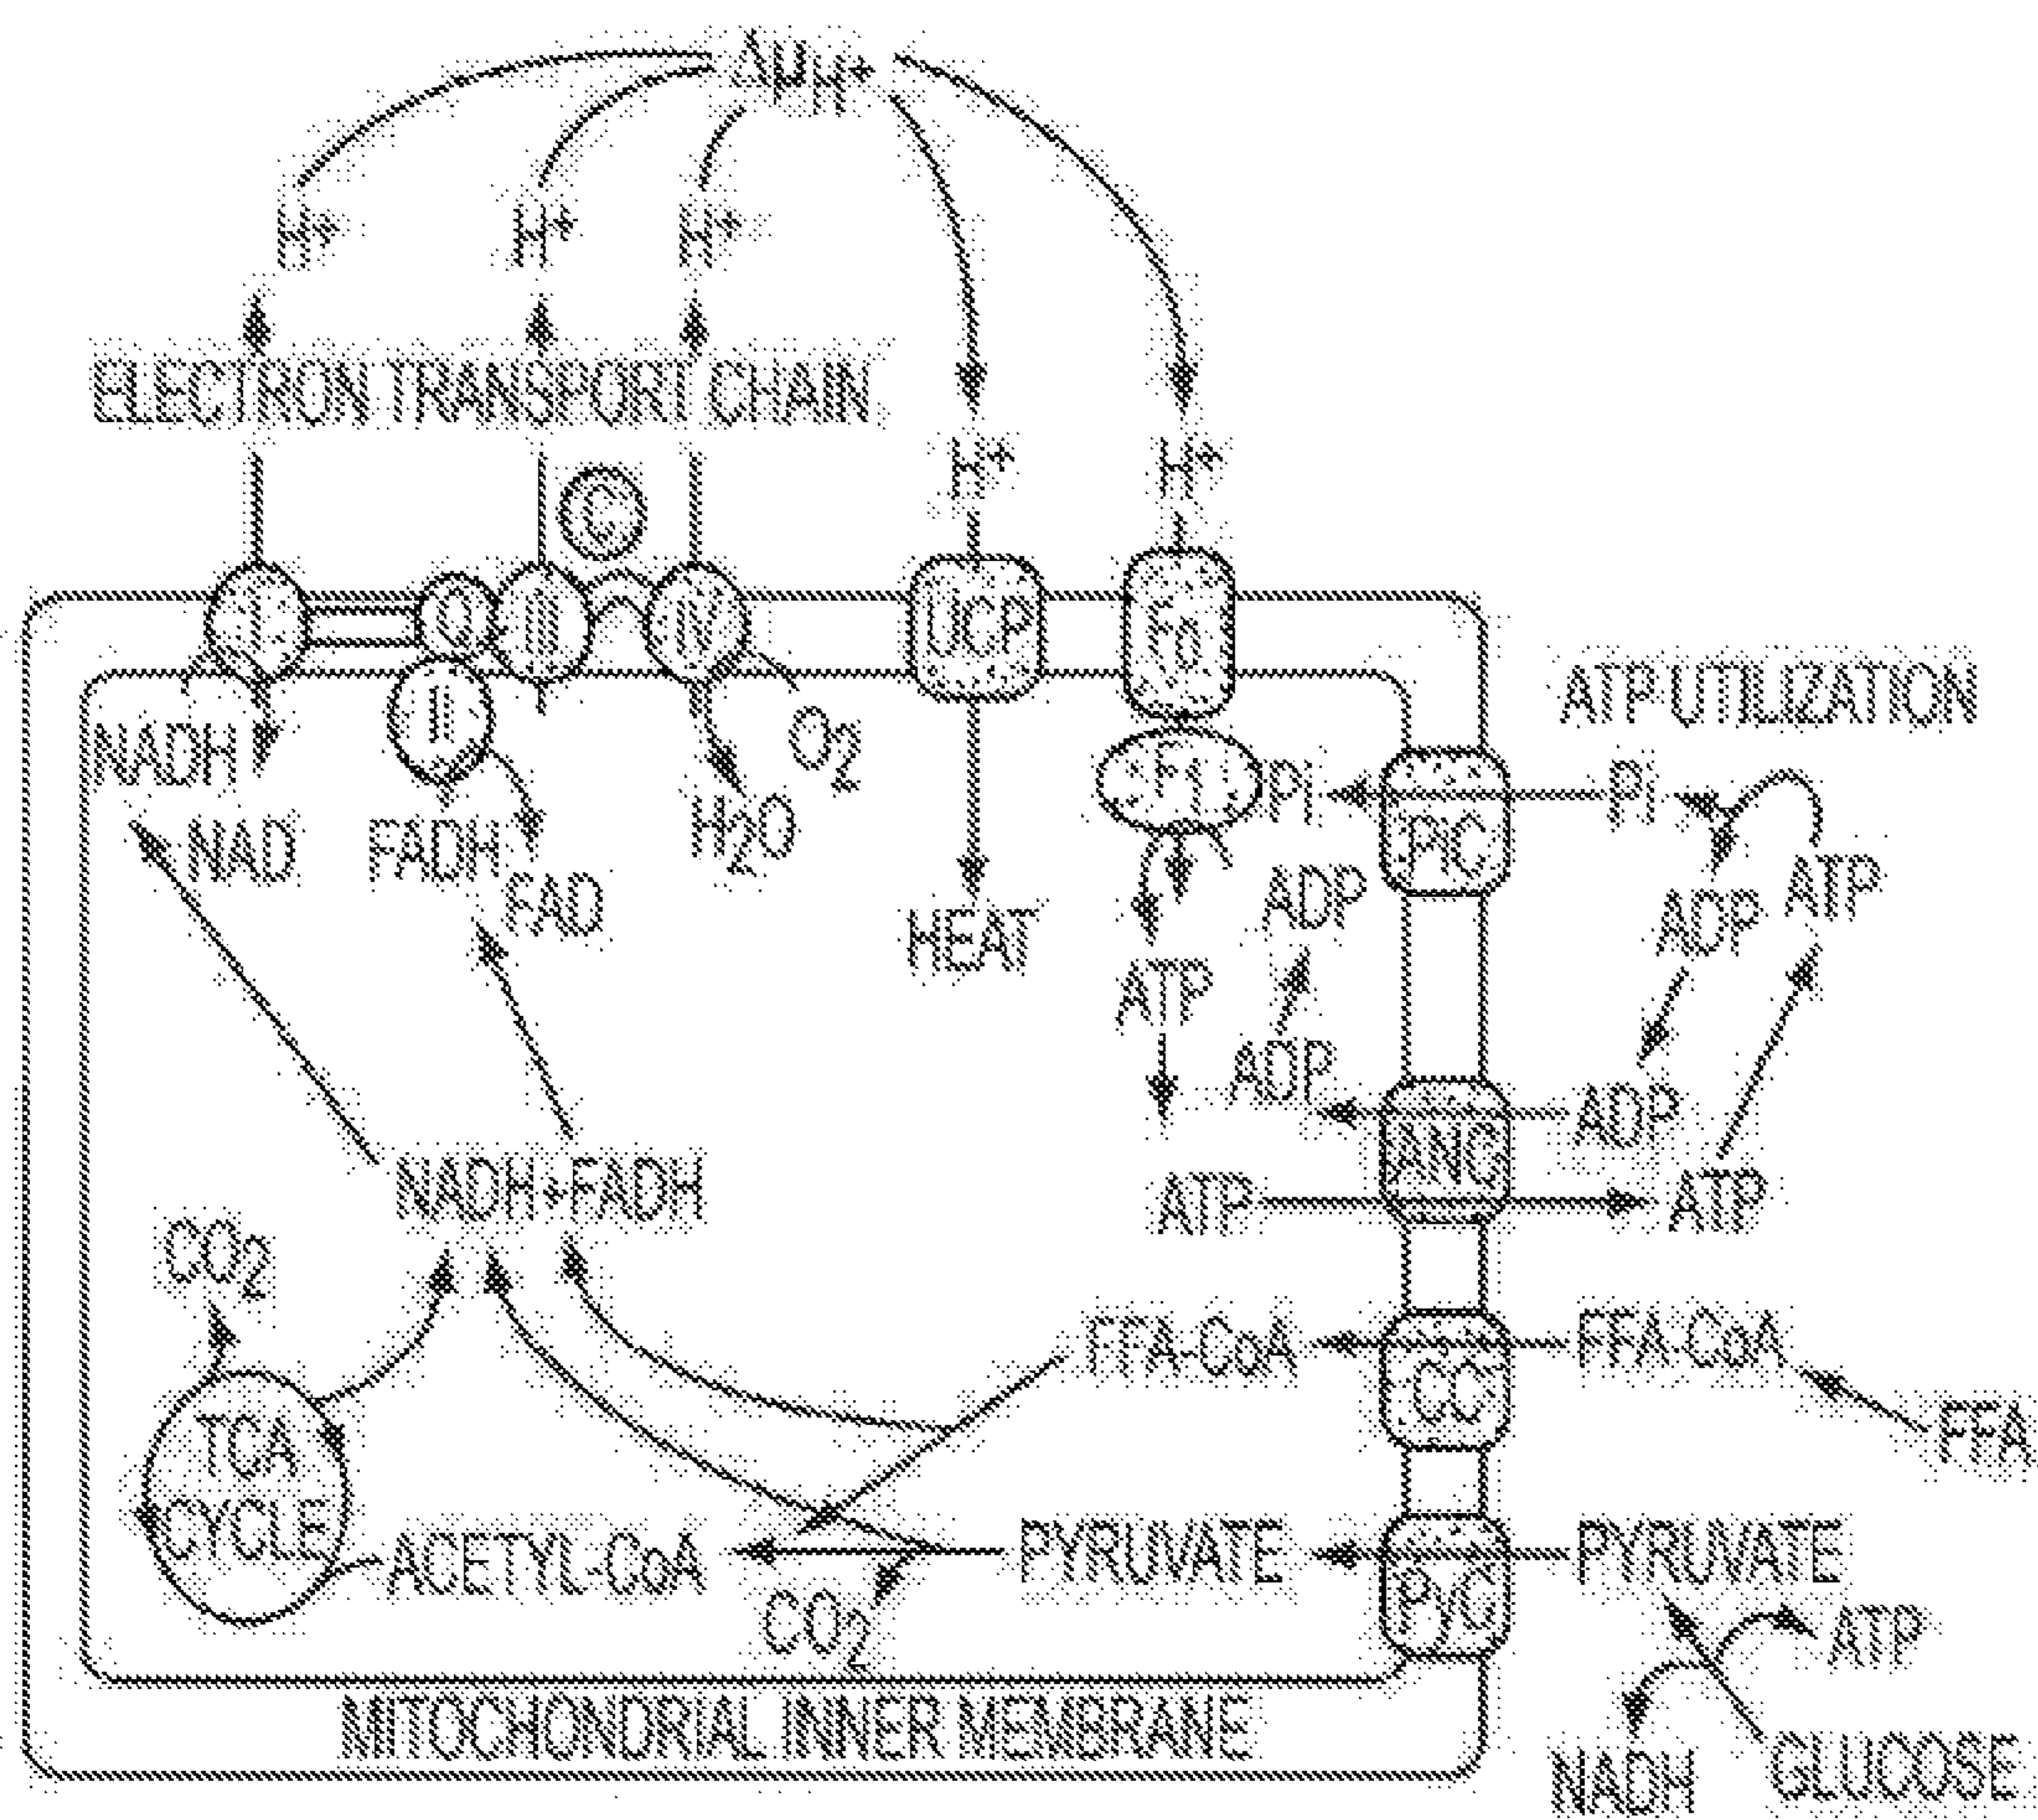 ΔμH+
H+ H+ H+
ELECTRON TRANSPORT CHAIN
H+ H+
C
I Q III IV UCP Fo
II
ATP UTILIZATION
NADH O2
F1 Pi Pi
PiC
NAD FADH H2O
FAD HEAT ADP ADP ATP
ATP
ADP
ADP
ANC
NADH+FADH ATP ATP
CO2
FFA-CoA FFA-CoA
CC
FFA
TCA
CYCLE
ACETYL-CoA PYRUVATE PYRUVATE
PyC
CO2 ATP
MITOCHONDRIAL INNER MEMBRANE
NADH GLUCOSE